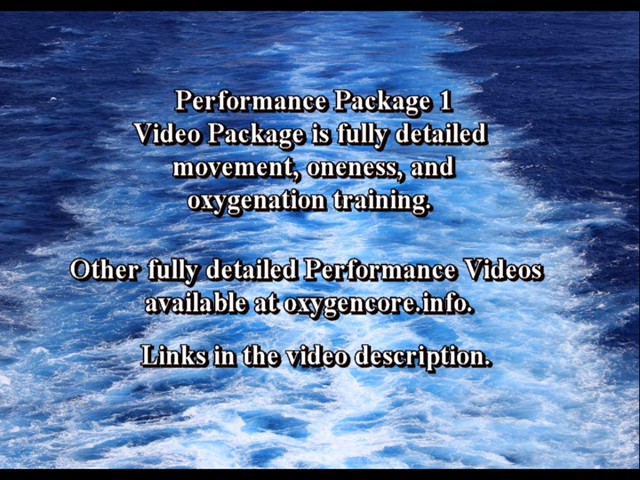 Performance Package 1
Video Package is fully detailed
movement, oneness, and
oxygenation training.
Other fully detailed Performance Videos
available at oxygencore.info.
Links in the video description.